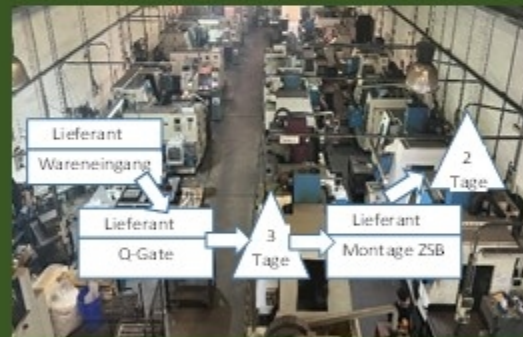 Lieferant
Wareneingang
Lieferant
Q-Gate
3
Tage
Lieferant
Montage ZSB
2
Tage